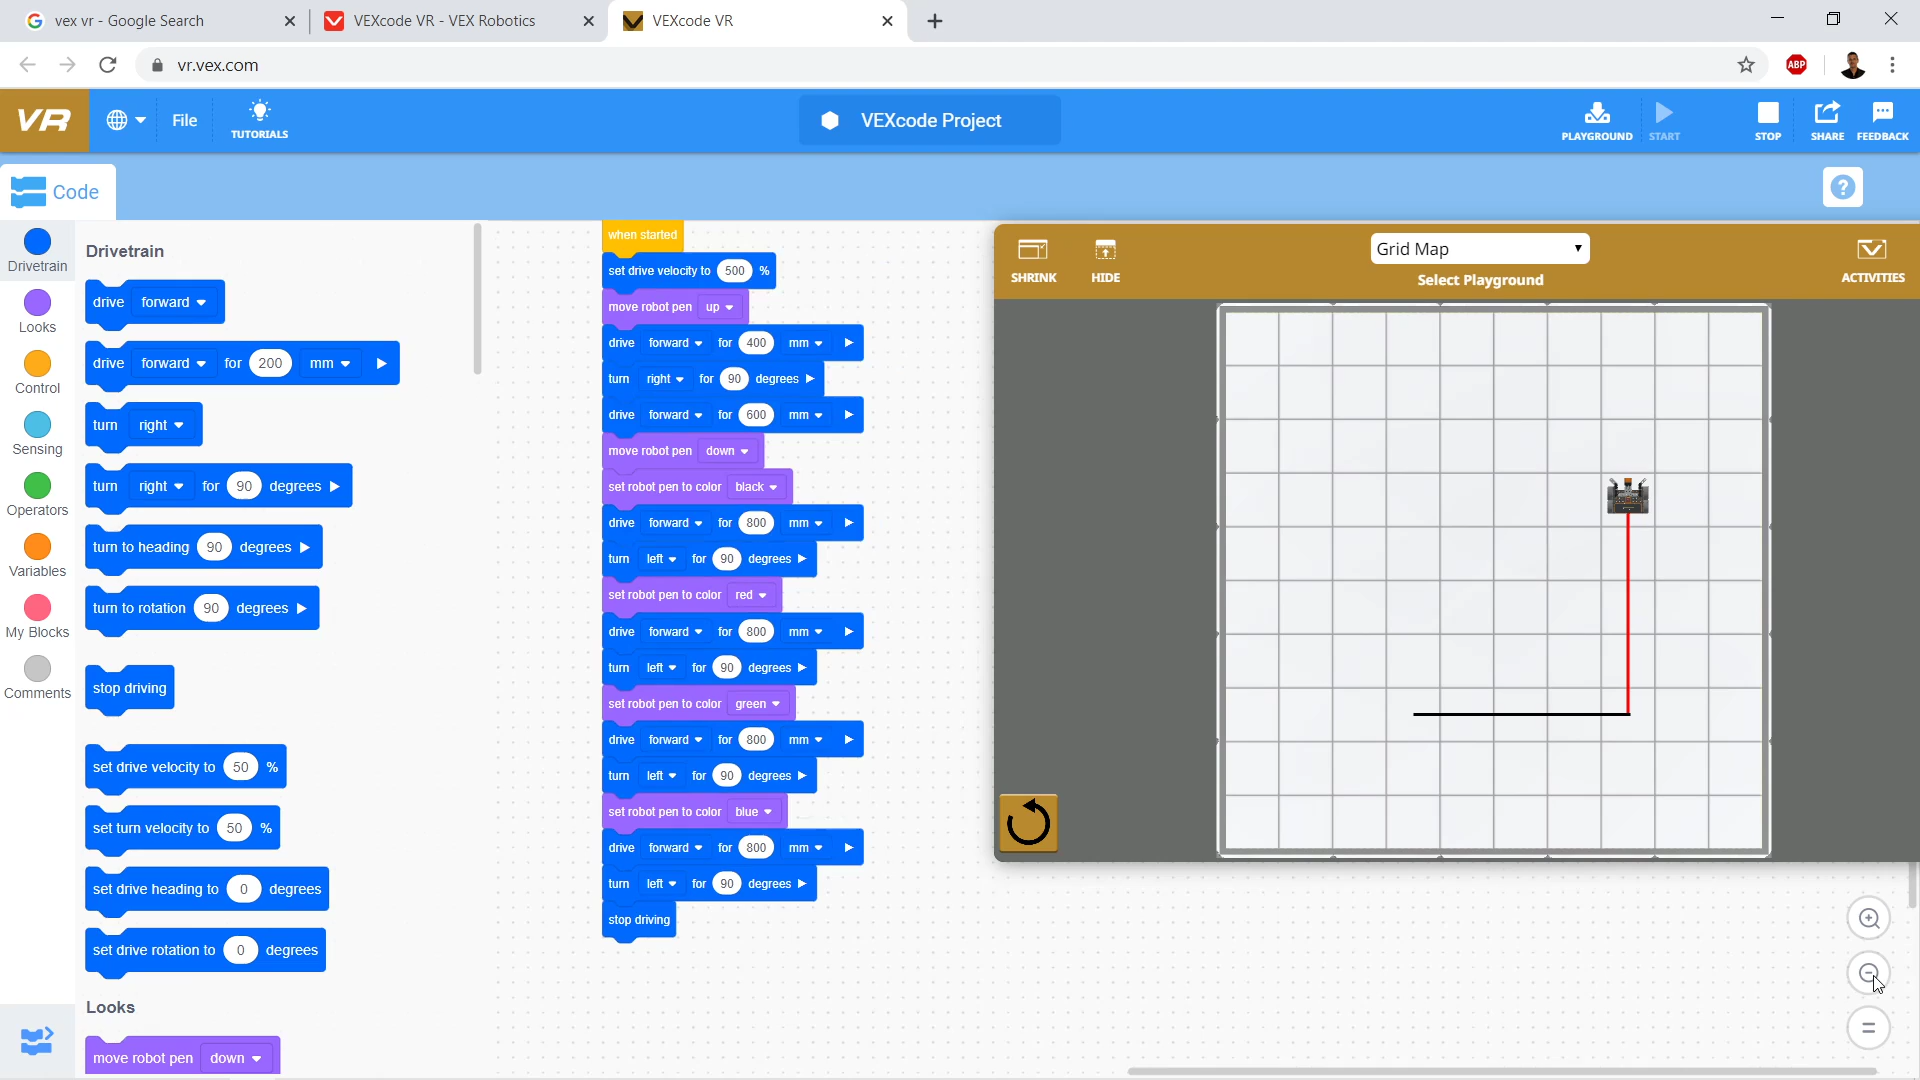 vex vr - Google Search
VEXcode VR - VEX Robotics
VEXcode VR
vr.vex.com
ABP
VR
File
TUTORIALS
VEXcode Project
PLAYGROUND
START
STOP
SHARE
FEEDBACK
Code
?
Drivetrain
Looks
Control
Sensing
Operators
Variables
My Blocks
Comments
Drivetrain
drive forward
drive forward for 200 mm
turn right
turn right for 90 degrees
turn to heading 90 degrees
turn to rotation 90 degrees
stop driving
set drive velocity to 50 %
set turn velocity to 50 %
set drive heading to 0 degrees
set drive rotation to 0 degrees
Looks
move robot pen down
when started
set drive velocity to 500 %
move robot pen up
drive forward for 400 mm
turn right for 90 degrees
drive forward for 600 mm
move robot pen down
set robot pen to color black
drive forward for 800 mm
turn left for 90 degrees
set robot pen to color red
drive forward for 800 mm
turn left for 90 degrees
set robot pen to color green
drive forward for 800 mm
turn left for 90 degrees
set robot pen to color blue
drive forward for 800 mm
turn left for 90 degrees
stop driving
SHRINK
HIDE
Grid Map
Select Playground
ACTIVITIES